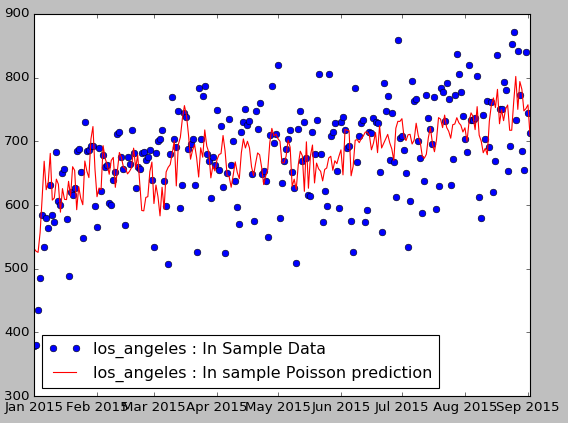 900
800
700
600
500
400
300
los_angeles : In Sample Data
los_angeles : In sample Poisson prediction
Jan 2015 Feb 2015 Mar 2015 Apr 2015 May 2015 Jun 2015 Jul 2015 Aug 2015 Sep 2015